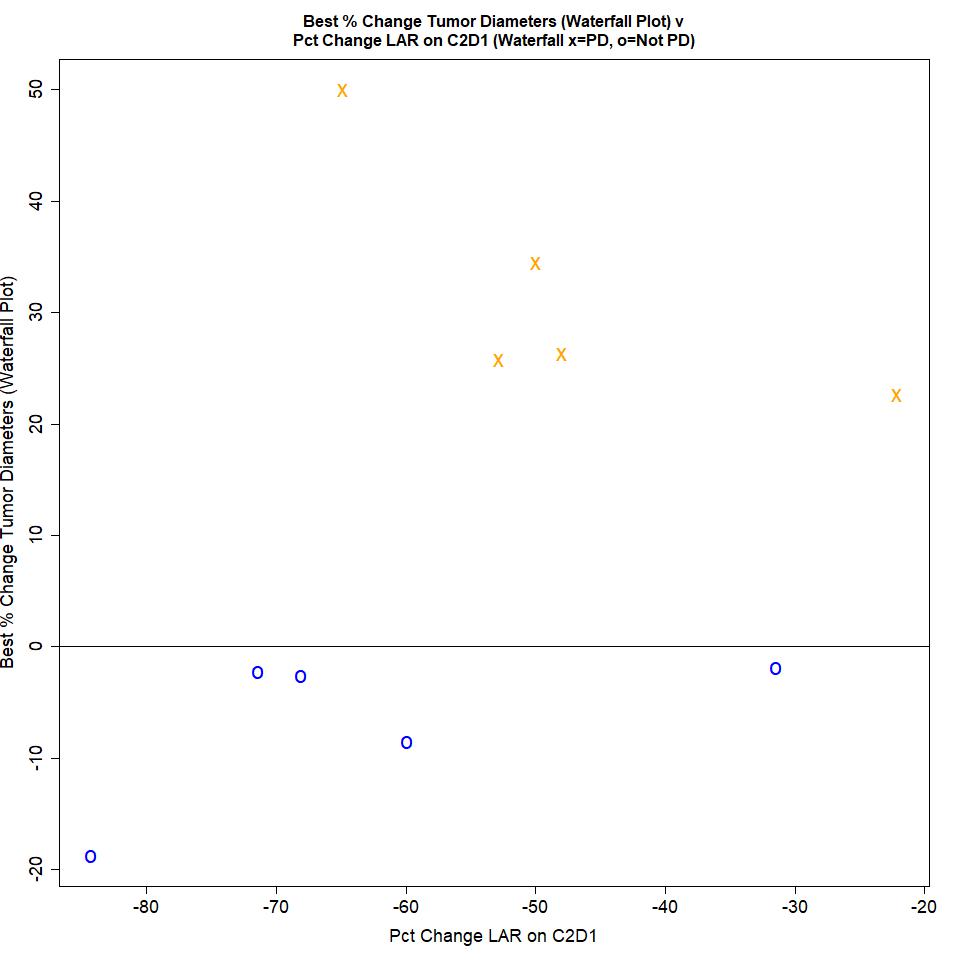 Best % Change Tumor Diameters (Waterfall Plot) v
Pct Change LAR on C2D1 (Waterfall x=PD, o=Not PD)
Best % Change Tumor Diameters (Waterfall Plot)
50
40
30
20
10
0
-10
-20
X
X
X
X
X
O
O
O
O
O
-80
-70
-60
-50
-40
-30
-20
Pct Change LAR on C2D1